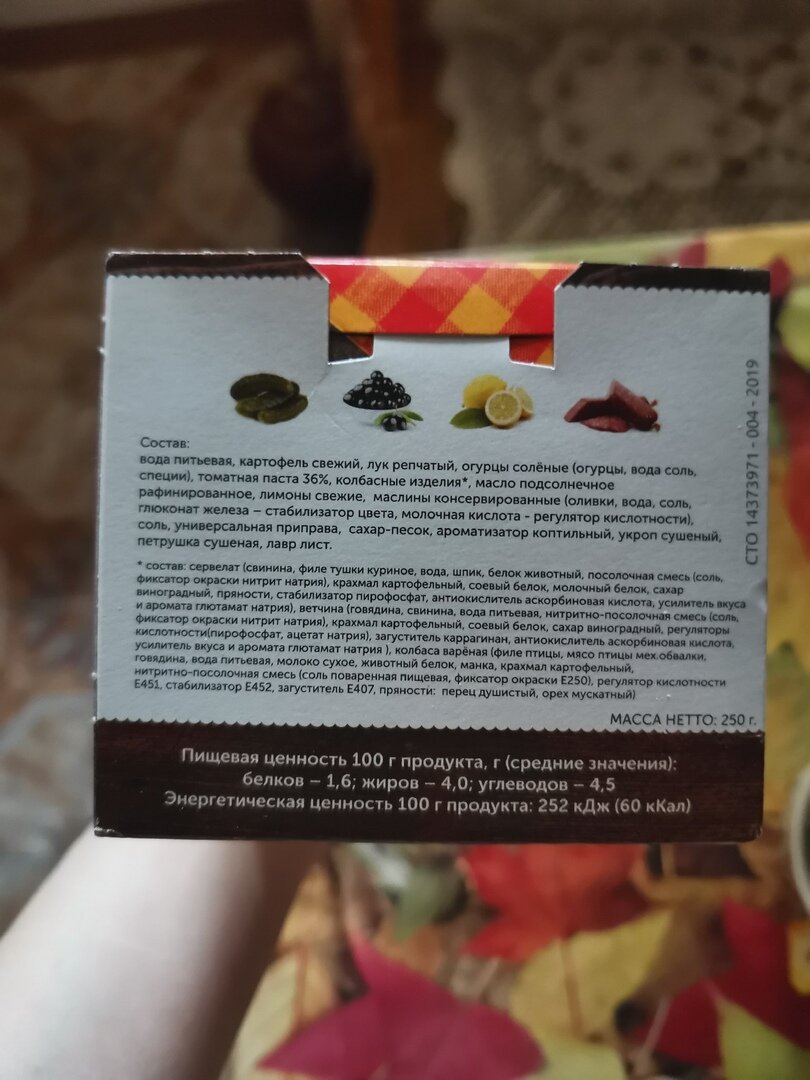 Состав:
вода питьевая, картофель свежий, лук репчатый, огурцы солёные (огурцы, вода соль,
специи), томатная паста 36%, колбасные изделия*, масло подсолнечное
рафинированное, лимоны свежие, маслины консервированные (оливки, вода, соль,
глюконат железа – стабилизатор цвета, молочная кислота - регулятор кислотности),
соль, универсальная приправа, сахар-песок, ароматизатор коптильный, укроп сушеный,
петрушка сушеная, лавр лист.
* состав: сервелат (свинина, филе тушки куриное, вода, шпик, белок животный, посолочная смесь (соль,
фиксатор окраски нитрит натрия), крахмал картофельный, соевый белок, молочный белок, сахар
виноградный, пряности, стабилизатор пирофосфат, антиокислитель аскорбиновая кислота, усилитель вкуса
и аромата глютамат натрия), ветчина (говядина, свинина, вода питьевая, нитритно-посолочная смесь (соль,
фиксатор окраски нитрит натрия), крахмал картофельный, соевый белок, сахар виноградный, регуляторы
кислотности(пирофосфат, ацетат натрия), загуститель каррагинан, антиокислитель аскорбиновая кислота,
усилитель вкуса и аромата глютамат натрия ), колбаса варёная (филе птицы, мясо птицы мех.обвалки,
говядина, вода питьевая, молоко сухое, животный белок, манка, крахмал картофельный,
нитритно-посолочная смесь (соль поваренная пищевая, фиксатор окраски Е250), регулятор кислотности
Е451, стабилизатор Е452, загуститель Е407, пряности: перец душистый, орех мускатный)
МАССА НЕТТО: 250 г.
СТО 14373971 - 004 - 2019
Пищевая ценность 100 г продукта, г (средние значения):
белков – 1,6; жиров – 4,0; углеводов – 4,5
Энергетическая ценность 100 г продукта: 252 кДж (60 кКал)